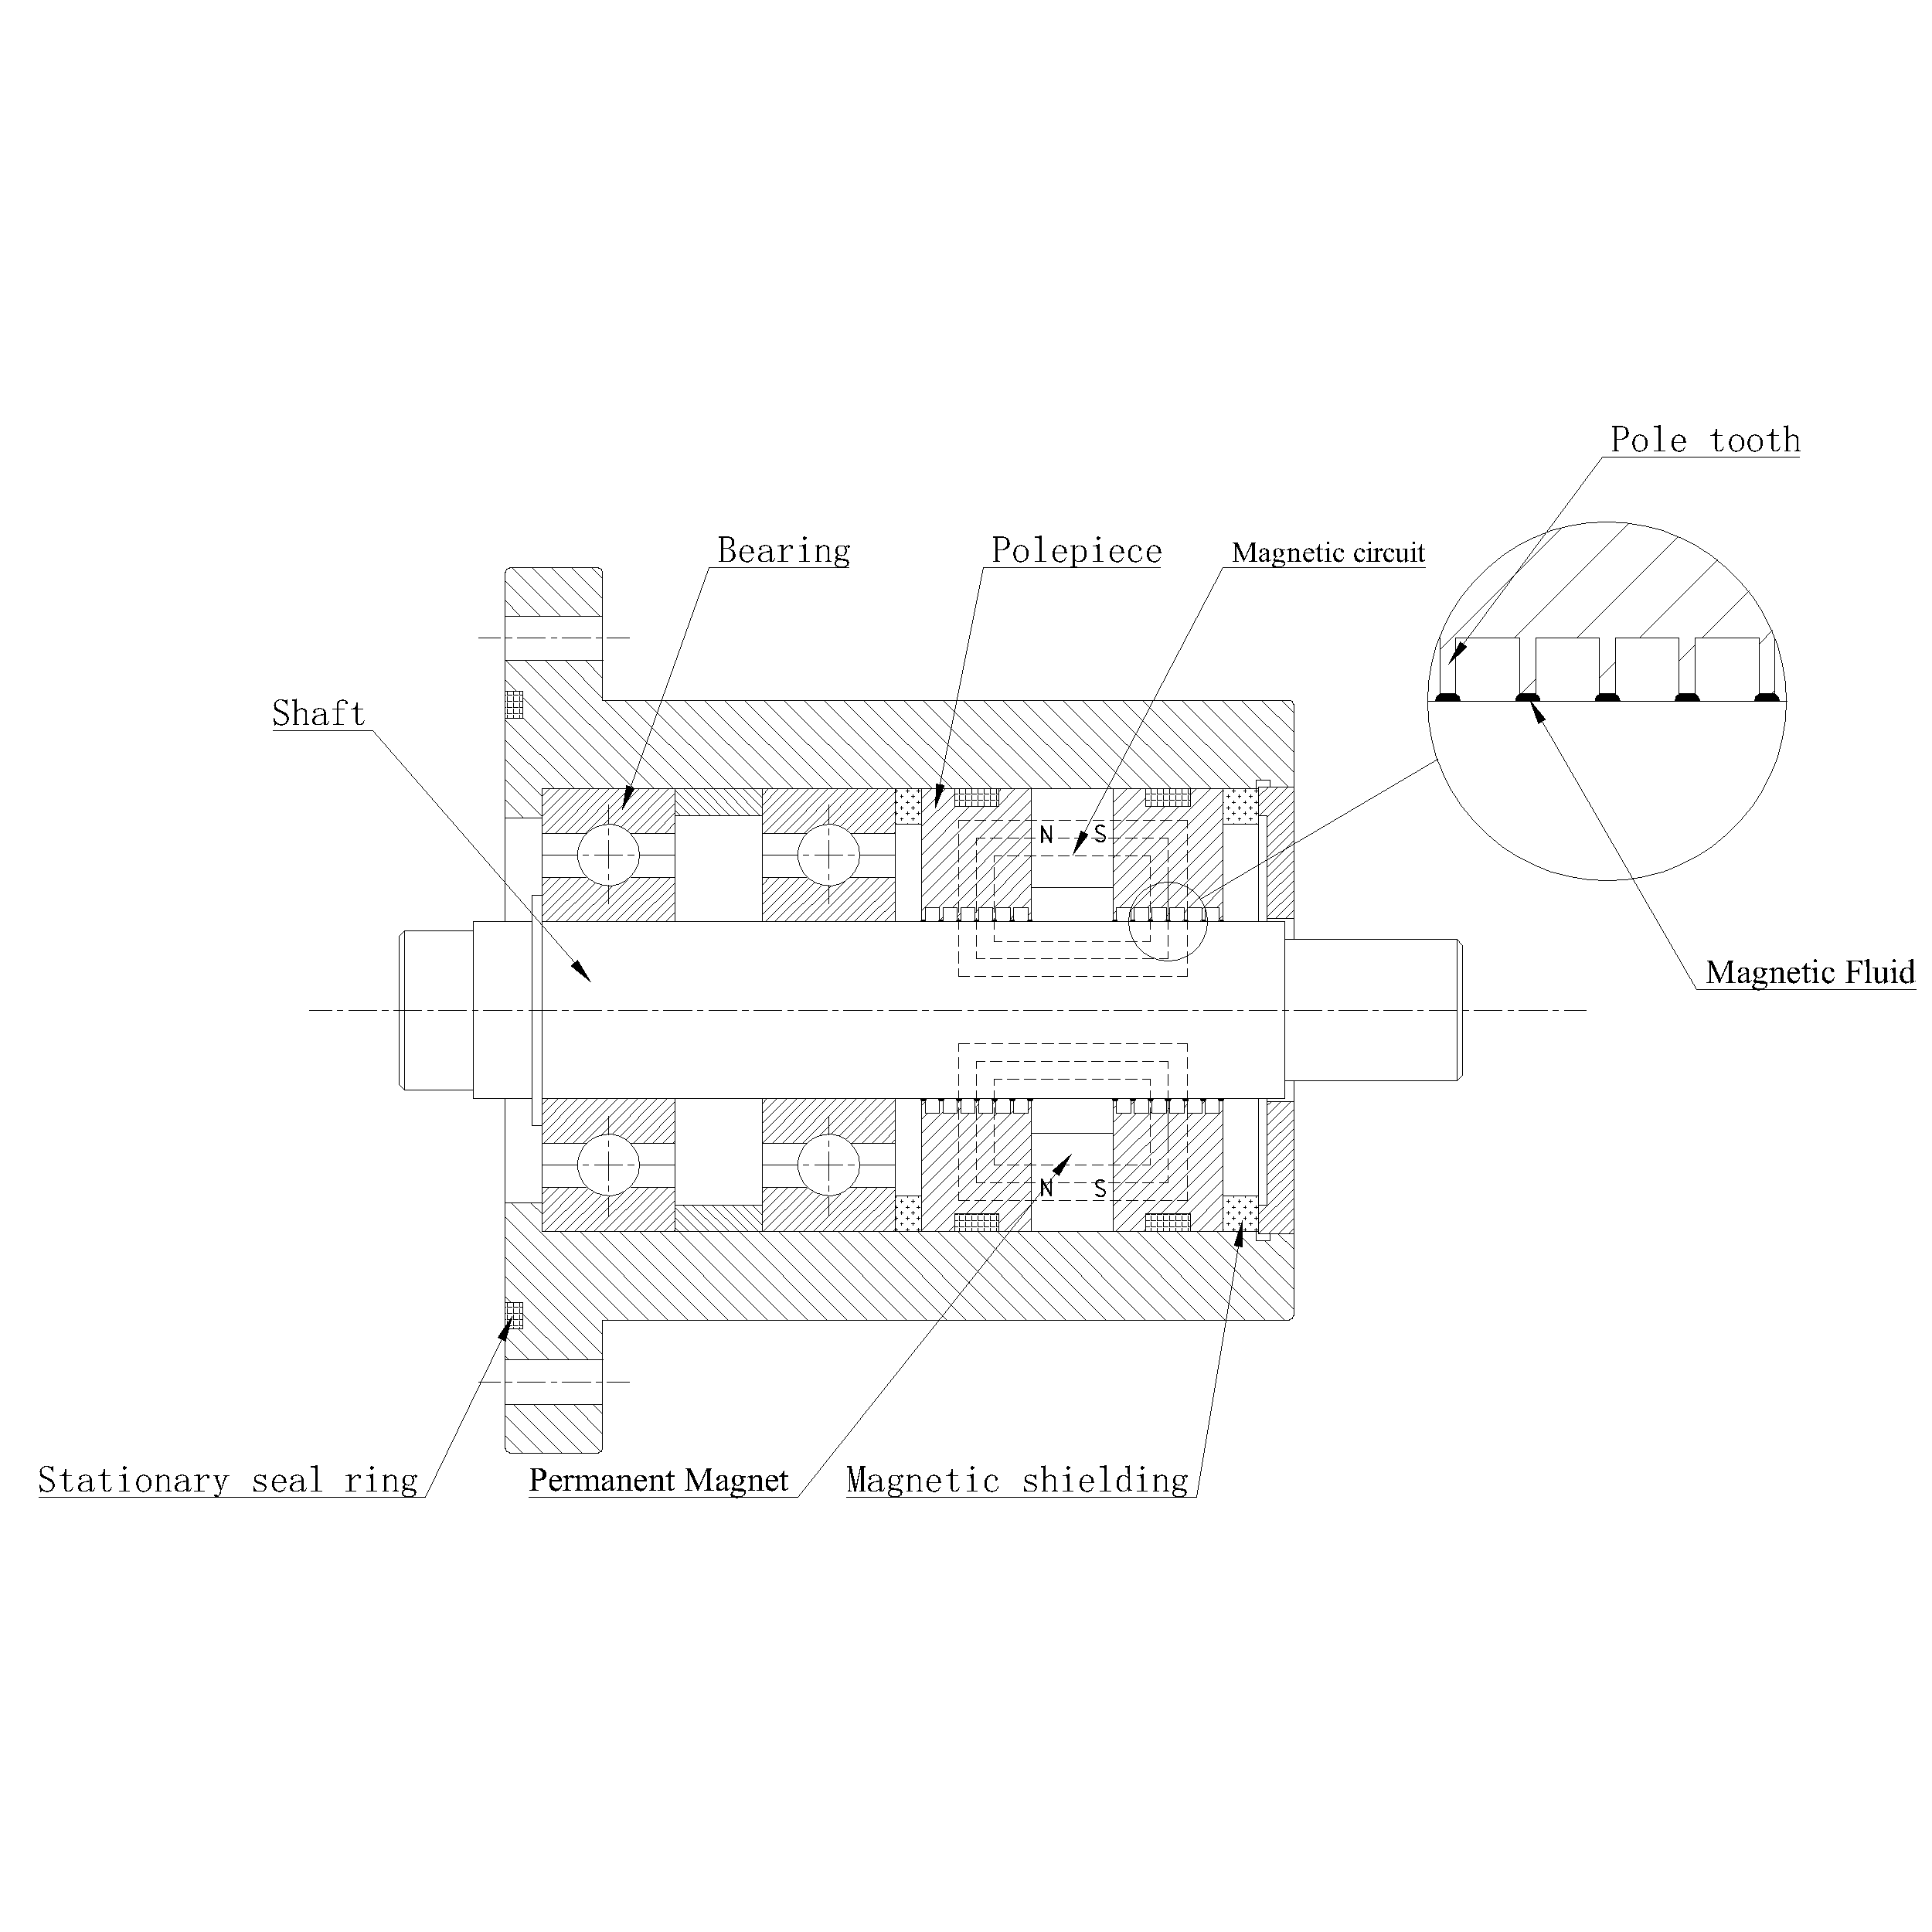 Pole tooth
Bearing
Polepiece
Magnetic circuit
Shaft
N S
Magnetic Fluid
N S
Stationary seal ring
Permanent Magnet
Magnetic shielding